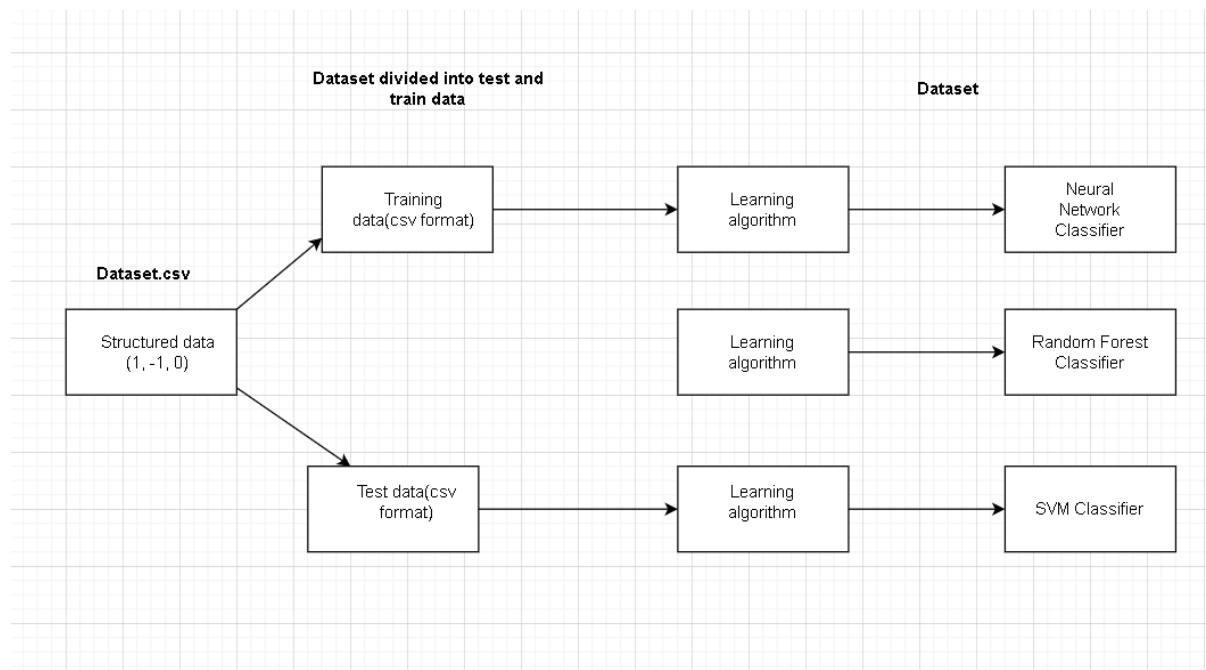 Dataset divided into test and
train data
Dataset
Training
data(csv format)
Learning
algorithm
Neural
Network
Classifier
Dataset.csv
Structured data
(1, -1, 0)
Learning
algorithm
Random Forest
Classifier
Test data(csv
format)
Learning
algorithm
SVM Classifier